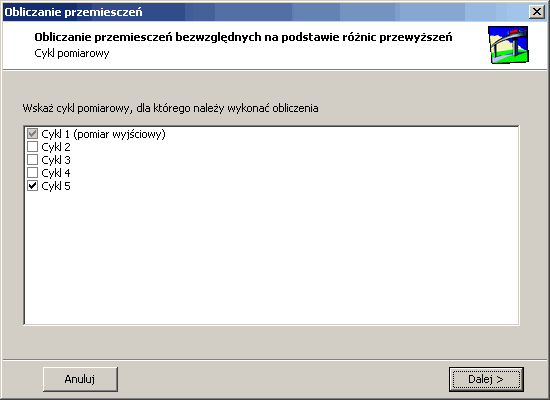 Obliczanie przemieszczeń
Obliczanie przemiesczeń bezwzględnych na podstawie różnic przewyższeń
Cykl pomiarowy
Wskaż cykl pomiarowy, dla którego należy wykonać obliczenia
Cykl 1 (pomiar wyjściowy)
Cykl 2
Cykl 3
Cykl 4
Cykl 5
Anuluj
Dalej >